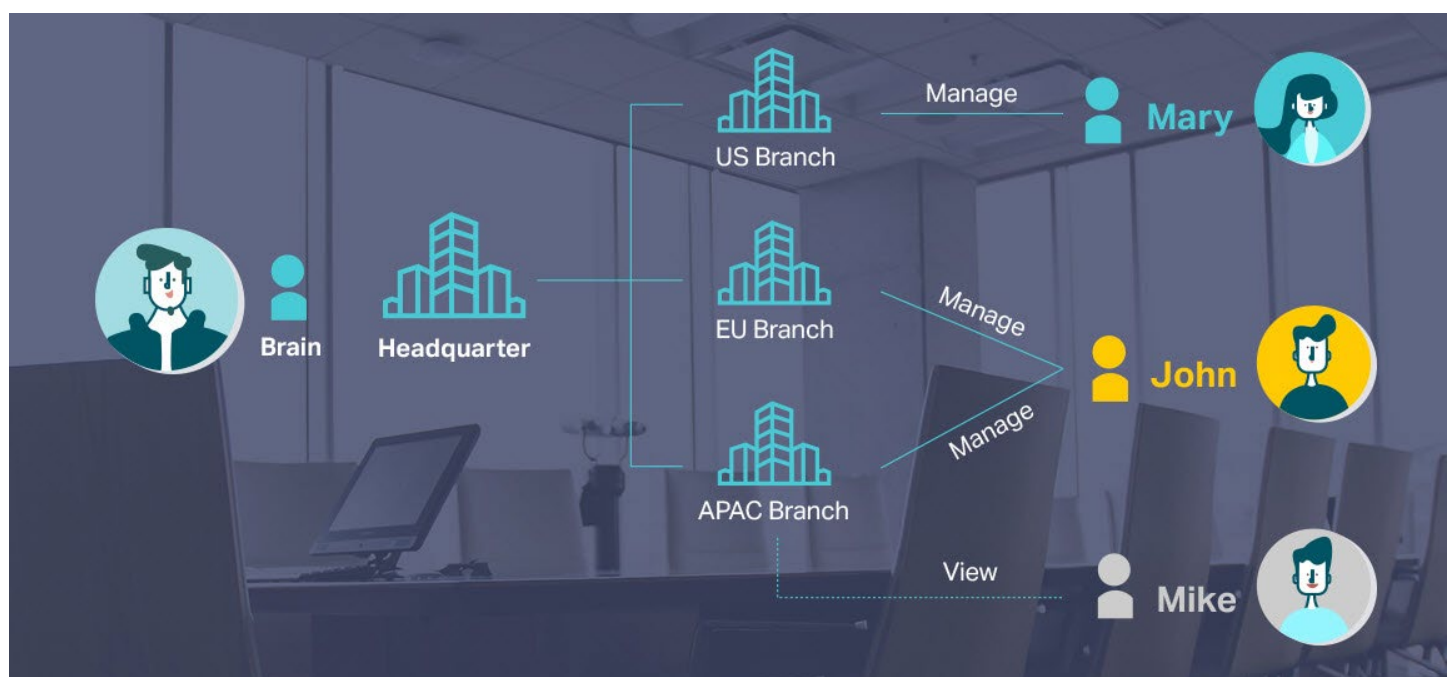 Manage
Mary
US Branch
Manage
EU Branch
Brain
Headquarter
John
Manage
APAC Branch
View
Mike